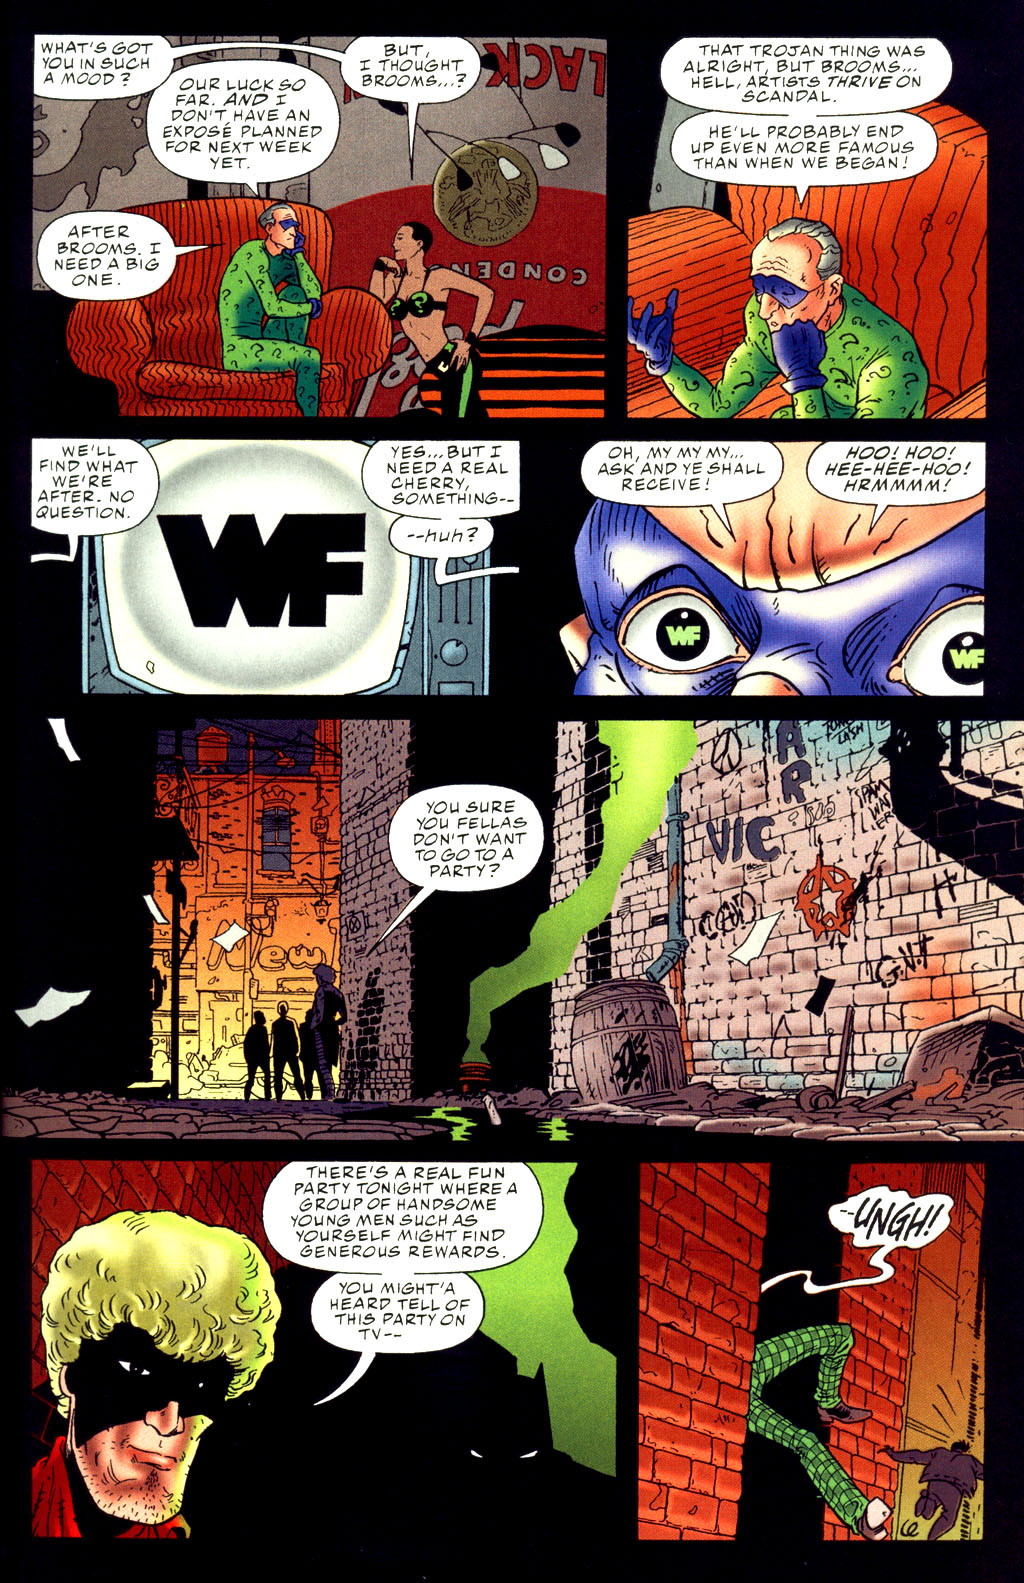 WHAT'S GOT
YOU IN SUCH
A MOOD?
OUR LUCK SO
FAR. AND I
DON'T HAVE AN
EXPOSÉ PLANNED
FOR NEXT WEEK
YET.
BUT,
I THOUGHT
BROOMS...?
AFTER
BROOMS. I
NEED A BIG
ONE.
LACK
CONDEN
THAT TROJAN THING WAS
ALRIGHT, BUT BROOMS...
HELL, ARTISTS THRIVE ON
SCANDAL.
HE'LL PROBABLY END
UP EVEN MORE FAMOUS
THAN WHEN WE BEGAN!
WE'LL
FIND WHAT
WE'RE
AFTER. NO
QUESTION.
WF
YES...BUT I
NEED A REAL
CHERRY,
SOMETHING--
--huh?
OH, MY MY MY...
ASK AND YE SHALL
RECEIVE!
HOO! HOO!
HEE-HEE-HOO!
HRMMMM!
WF
WF
YOU SURE
YOU FELLAS
DON'T WANT
TO GO TO A
PARTY?
New
VIC
AR
R
SUD
G.V.T
THERE'S A REAL FUN
PARTY TONIGHT WHERE A
GROUP OF HANDSOME
YOUNG MEN SUCH AS
YOURSELF MIGHT FIND
GENEROUS REWARDS.
YOU MIGHT'A
HEARD TELL OF
THIS PARTY ON
TV--
--UNGH!